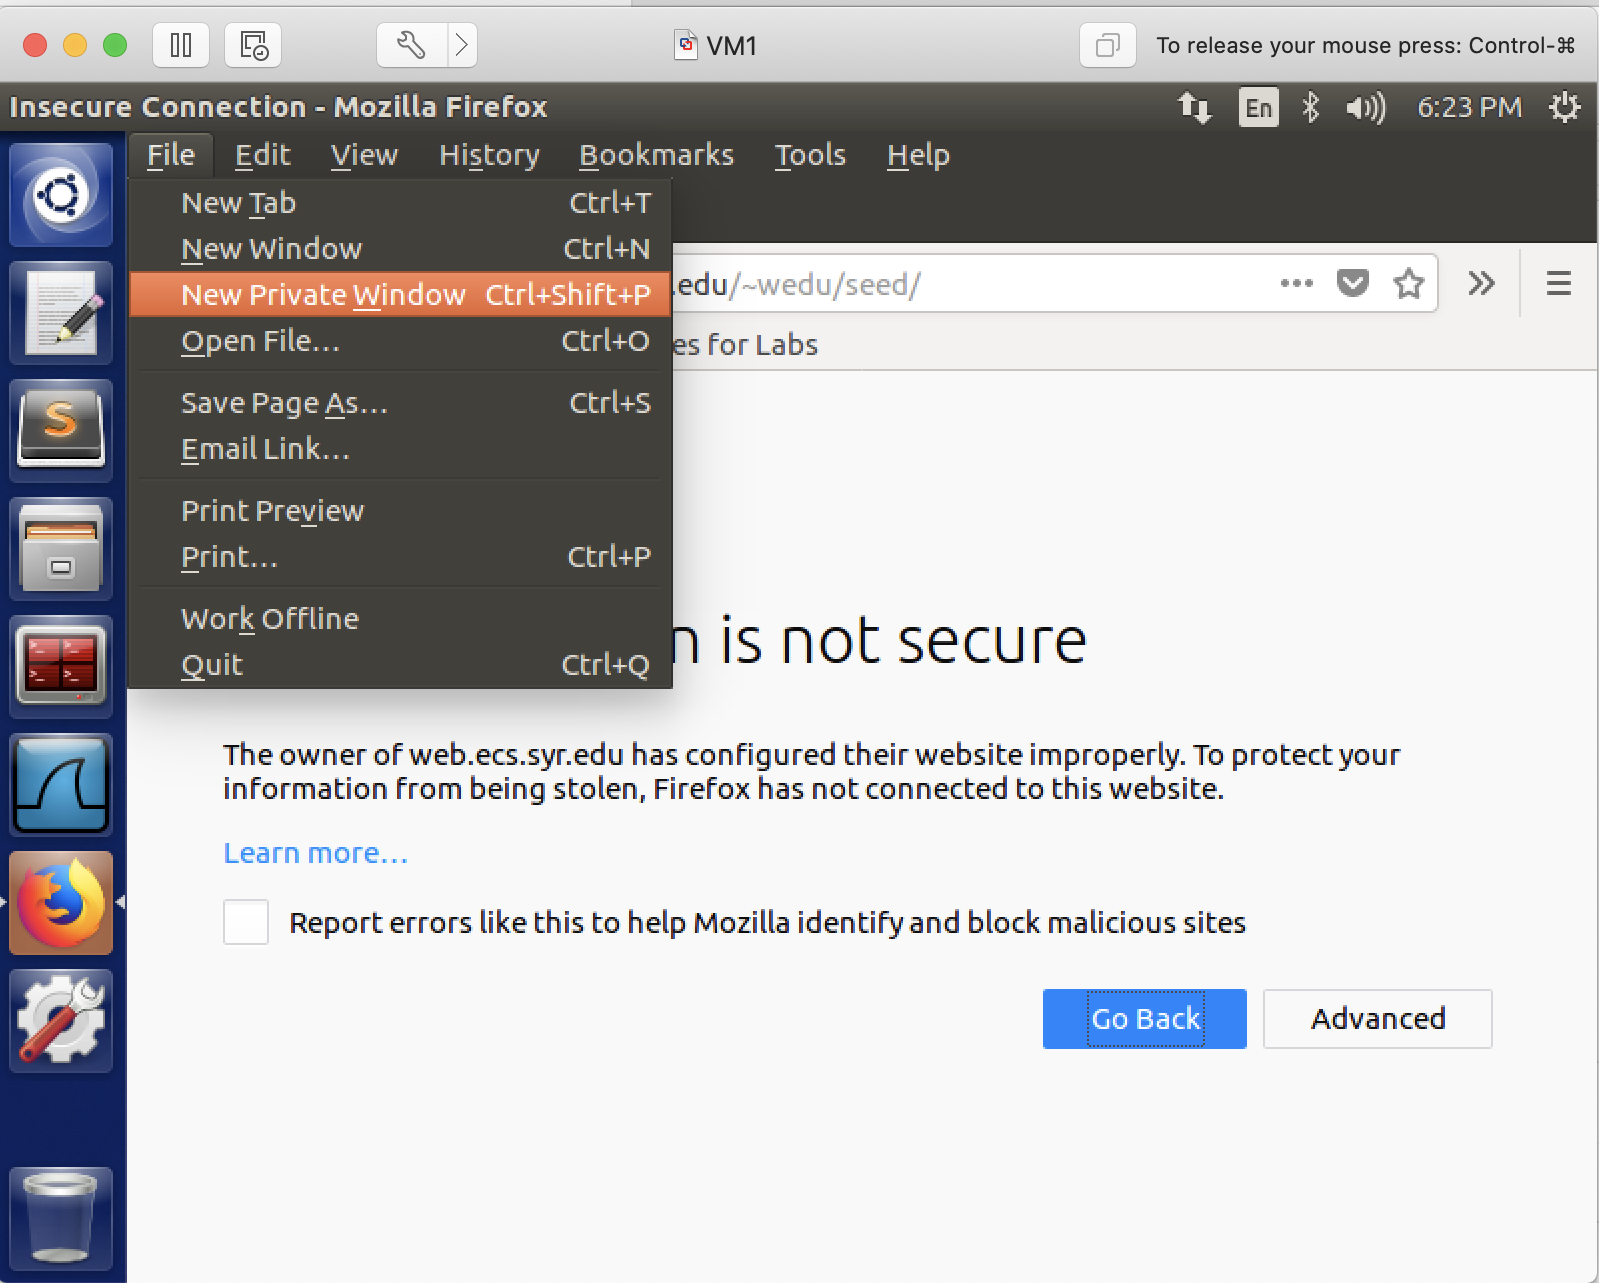 VM1
To release your mouse press: Control-⌘
Insecure Connection - Mozilla Firefox
En
6:23 PM
File Edit View History Bookmarks Tools Help
New Tab Ctrl+T
New Window Ctrl+N
New Private Window Ctrl+Shift+P
.edu/~wedu/seed/
Open File... Ctrl+O
es for Labs
Save Page As... Ctrl+S
Email Link...
Print Preview
Print... Ctrl+P
Work Offline
n is not secure
Quit Ctrl+Q
The owner of web.ecs.syr.edu has configured their website improperly. To protect your
information from being stolen, Firefox has not connected to this website.
Learn more...
Report errors like this to help Mozilla identify and block malicious sites
Go Back
Advanced